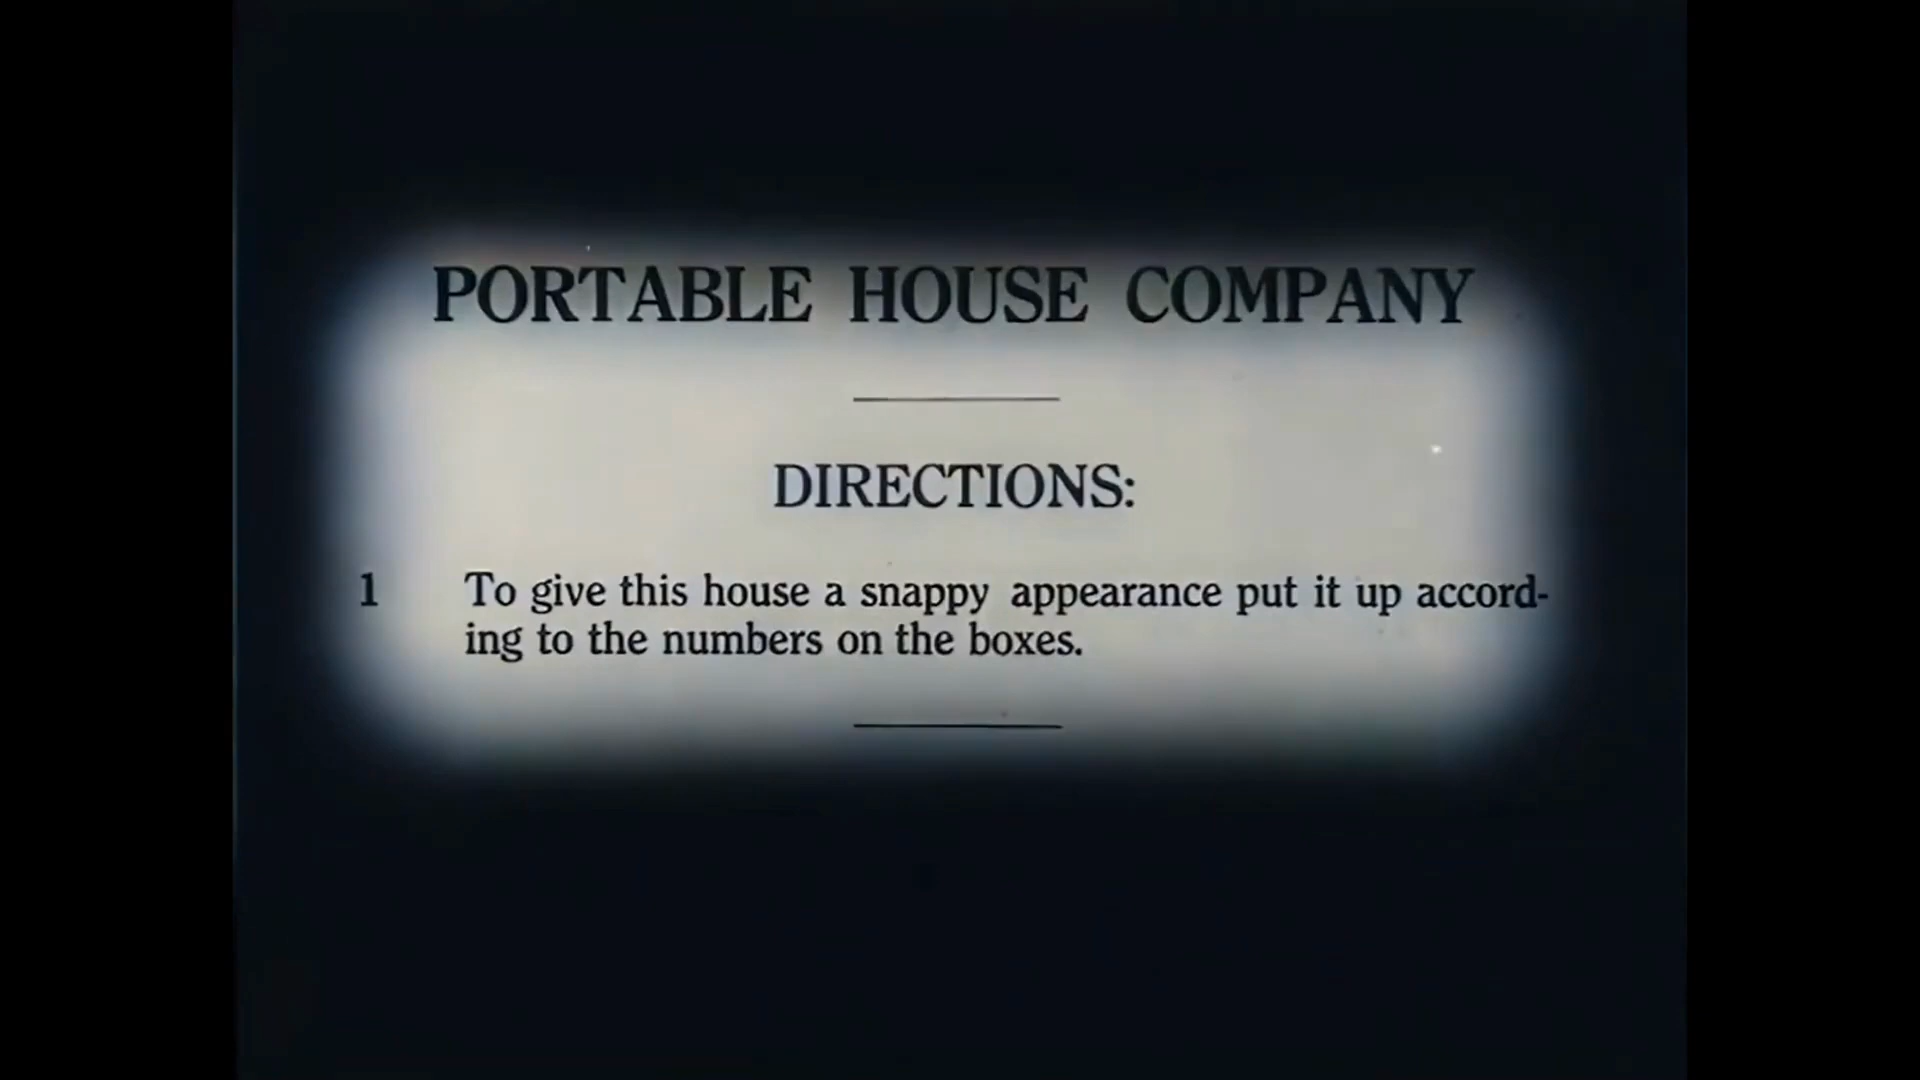 PORTABLE HOUSE COMPANY
DIRECTIONS:
1 To give this house a snappy appearance put it up accord-
ing to the numbers on the boxes.